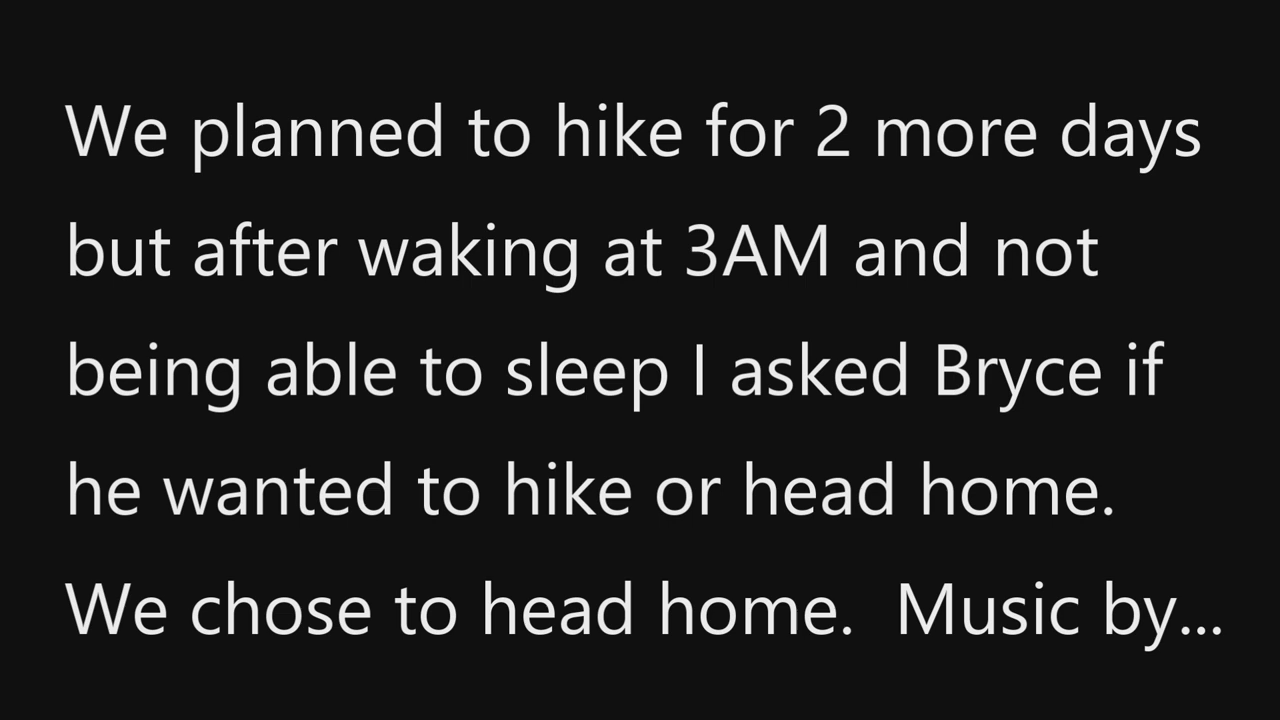 We planned to hike for 2 more days
but after waking at 3AM and not
being able to sleep I asked Bryce if
he wanted to hike or head home.
We chose to head home.  Music by...